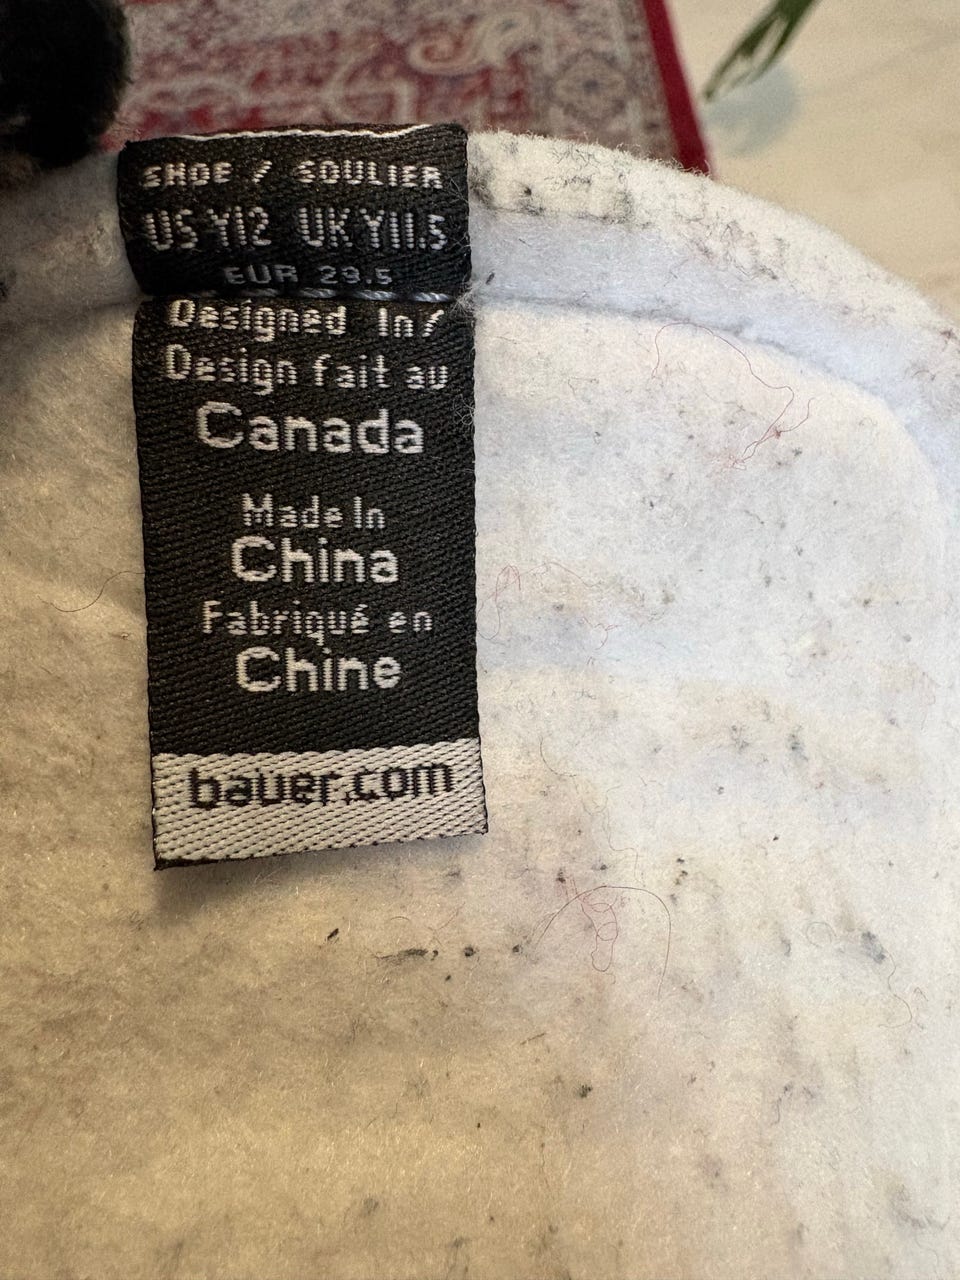 SHOE / SOULIER
US Y12 UK Y11.5
EUR 29.5
Designed In/
Design fait au
Canada
Made In
China
Fabriqué en
Chine
bauer.com